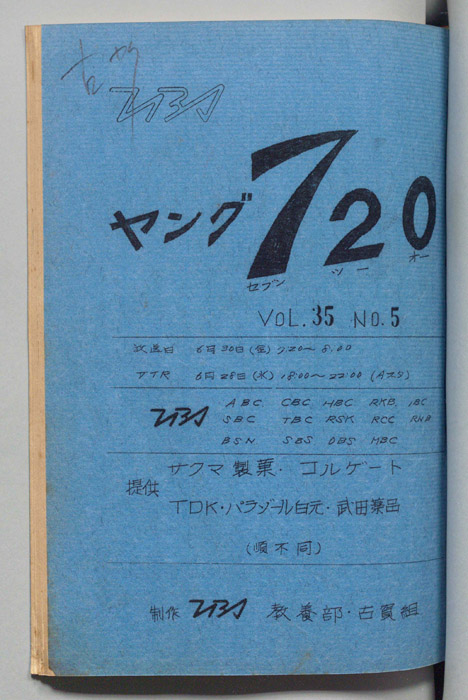 TBS
ヤング720
セブン ツー オー
VOL. 35 NO. 5
放送日 6月30日(金) 7:20〜8:00
VTR 6月28日(水) 18:00〜22:00 (Aスタ)
TBS ABC CBC HBC RKB IBC
SBC TBC RSK RCC RNB
BSN SBS OBS MBC
提供 サクマ製菓・コルゲート
TDK・パラゾール白元・武田薬品
(順不同)
制作 TBS 教養部・古賀組